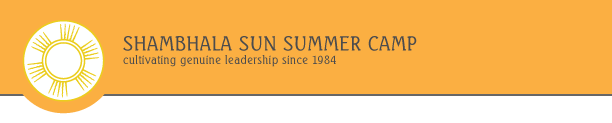 SHAMBHALA SUN SUMMER CAMP
cultivating genuine leadership since 1984